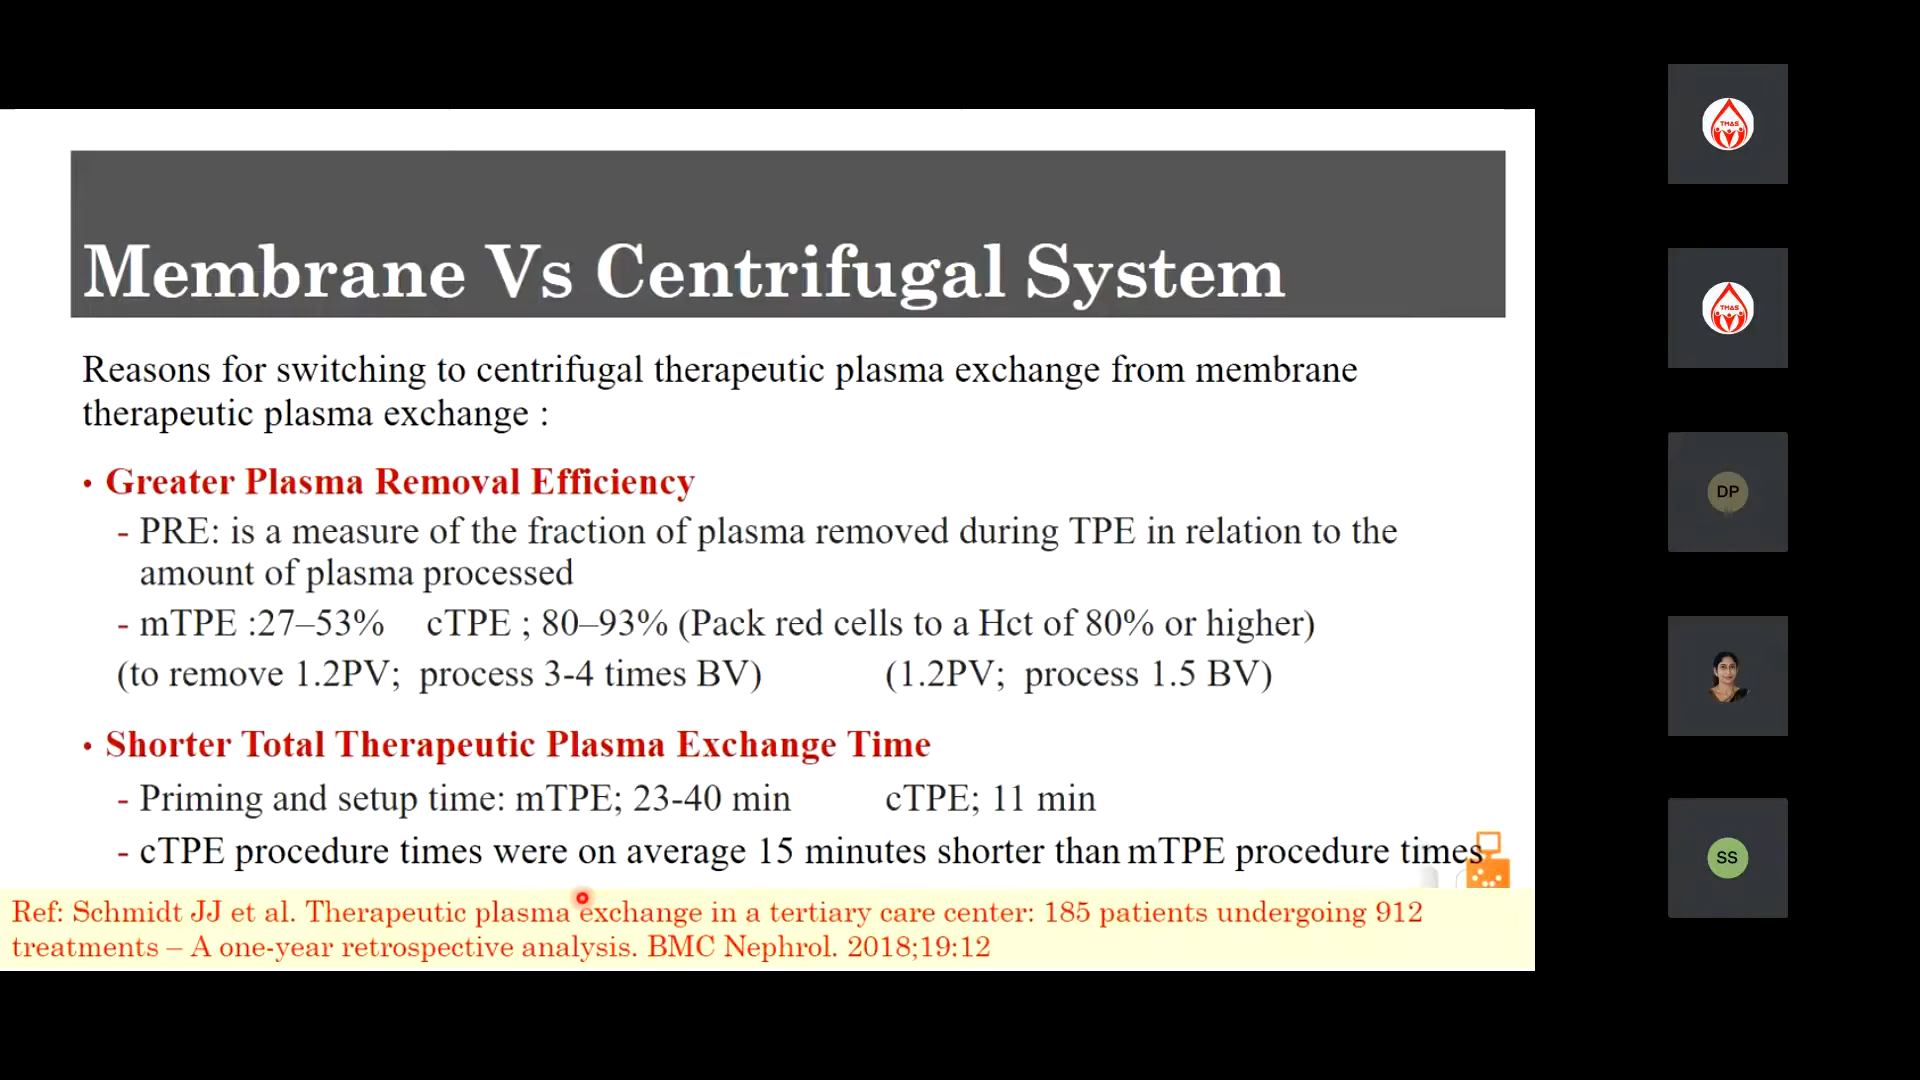 Membrane Vs Centrifugal System
Reasons for switching to centrifugal therapeutic plasma exchange from membrane
therapeutic plasma exchange :
• Greater Plasma Removal Efficiency
- PRE: is a measure of the fraction of plasma removed during TPE in relation to the
amount of plasma processed
- mTPE :27–53% cTPE ; 80–93% (Pack red cells to a Hct of 80% or higher)
(to remove 1.2PV; process 3-4 times BV) (1.2PV; process 1.5 BV)
• Shorter Total Therapeutic Plasma Exchange Time
- Priming and setup time: mTPE; 23-40 min cTPE; 11 min
- cTPE procedure times were on average 15 minutes shorter than mTPE procedure times
Ref: Schmidt JJ et al. Therapeutic plasma exchange in a tertiary care center: 185 patients undergoing 912
treatments – A one-year retrospective analysis. BMC Nephrol. 2018;19:12
TMAS
TMAS
DP
SS